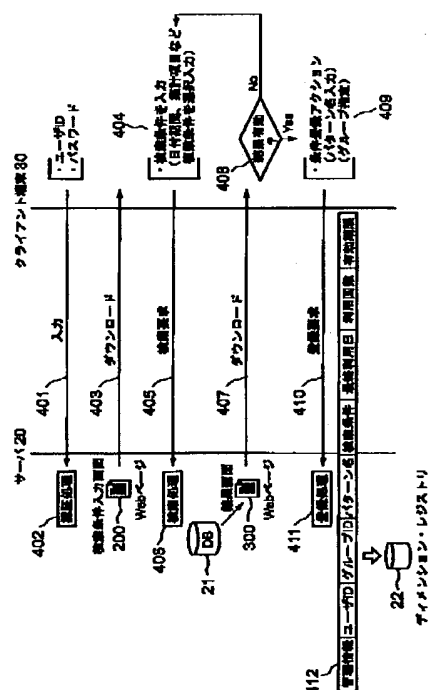 サーバ20
クライアント端末30
401
入力
・ユーザID
・パスワード
402
認証処理
403
ダウンロード
検索条件入力画面
200
Webページ
404
・検索条件を入力
(日付範囲、集計項目など
検索条件を選択入力)
405
検索要求
406
検索処理
DB
21
結果画面
300
Webページ
407
ダウンロード
408
結果有効
No
Yes
409
・条件登録アクション
(パターン名入力)
(グループ指定)
410
登録要求
411
登録処理
412
管理情報 ユーザID グループID パターン名 検索条件 最終利用日 利用回数 有効期限
22
ディメンション・レジストリ